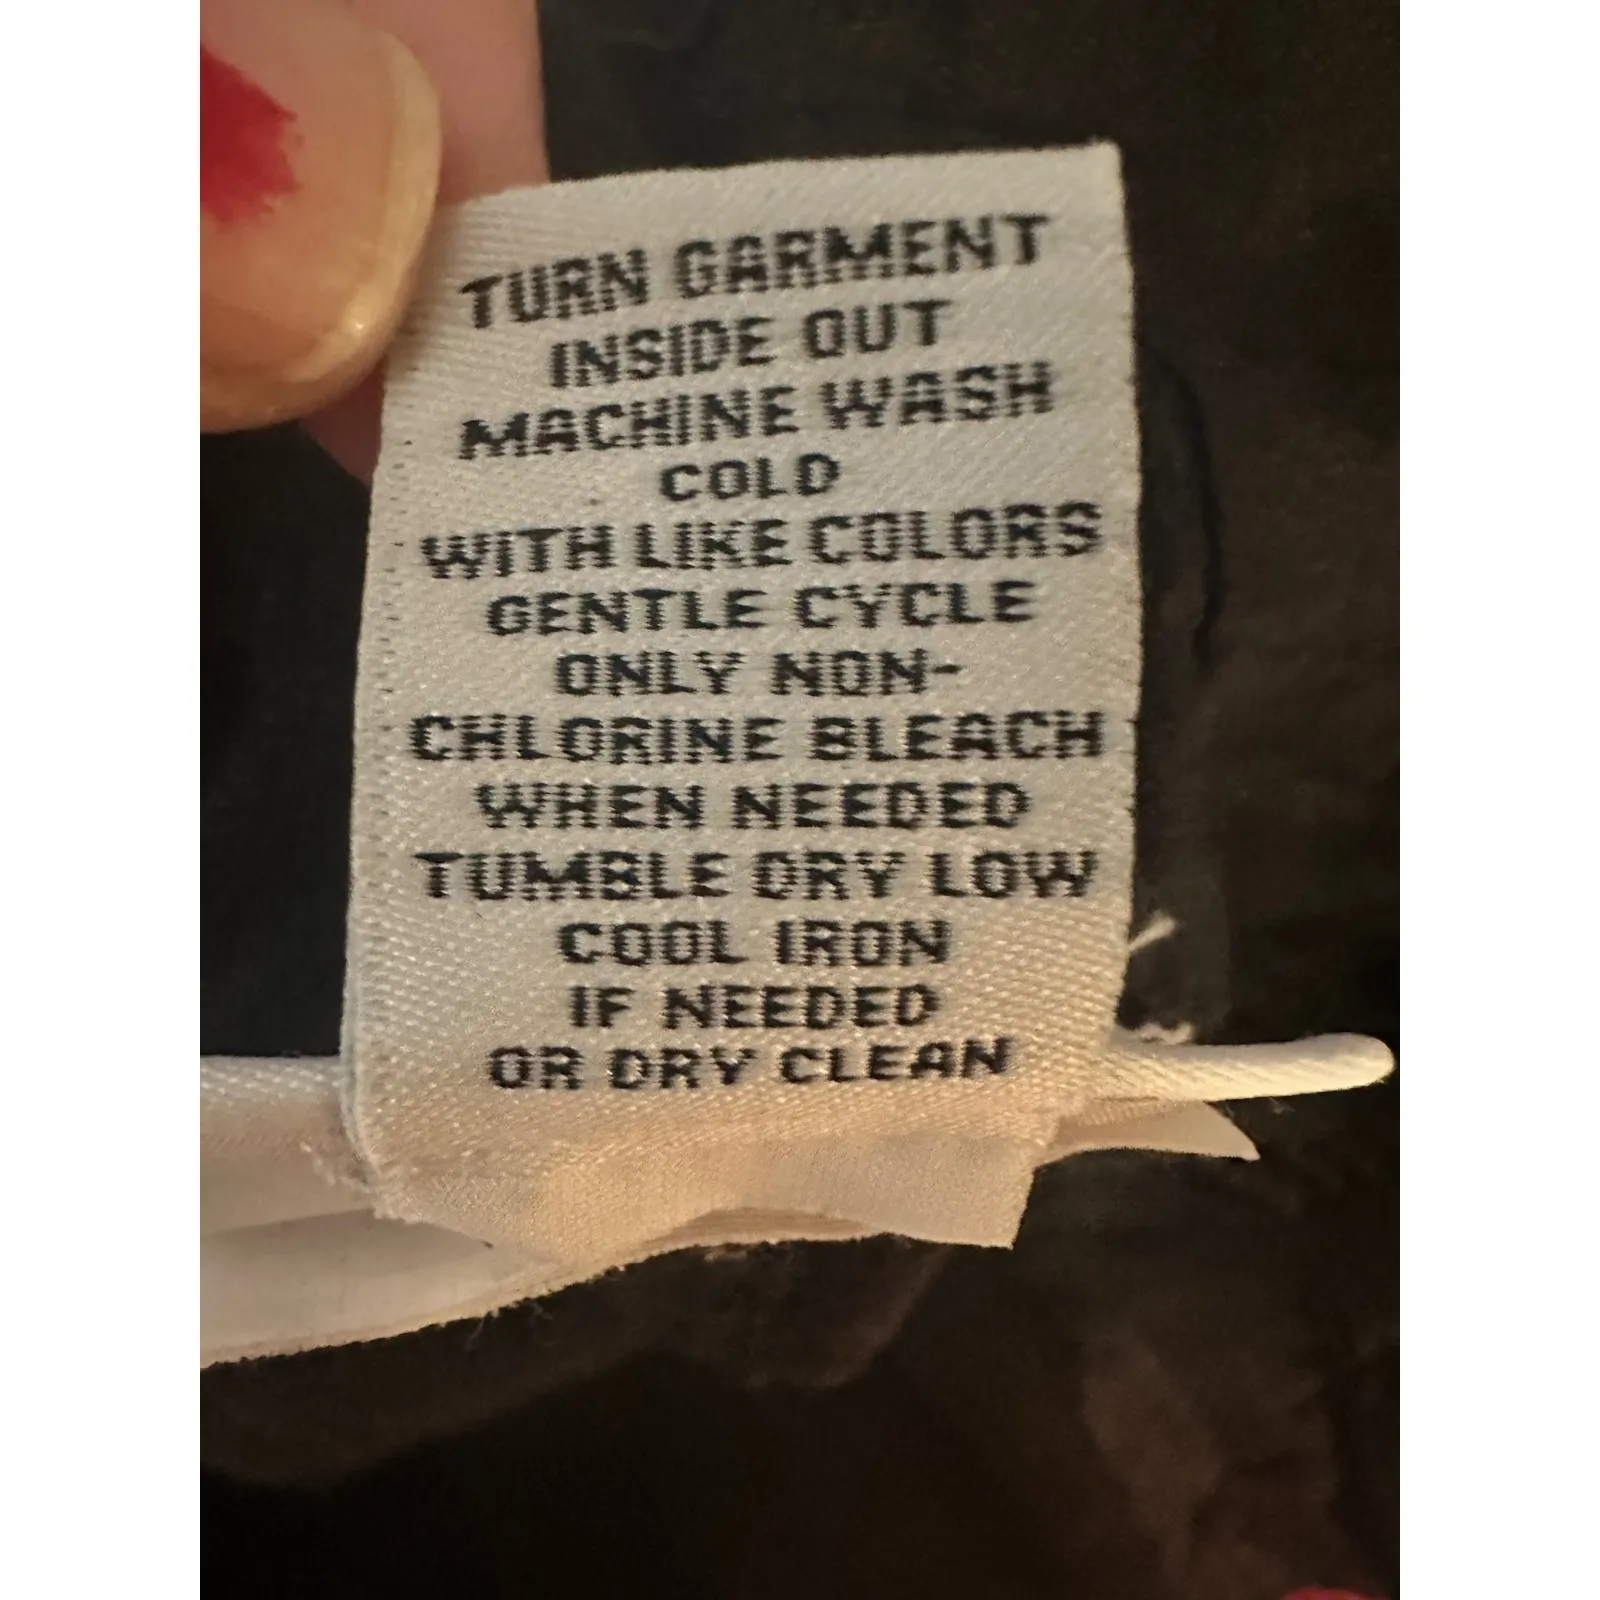 TURN GARMENT
INSIDE OUT
MACHINE WASH
COLD
WITH LIKE COLORS
GENTLE CYCLE
ONLY NON-
CHLORINE BLEACH
WHEN NEEDED
TUMBLE DRY LOW
COOL IRON
IF NEEDED
OR DRY CLEAN